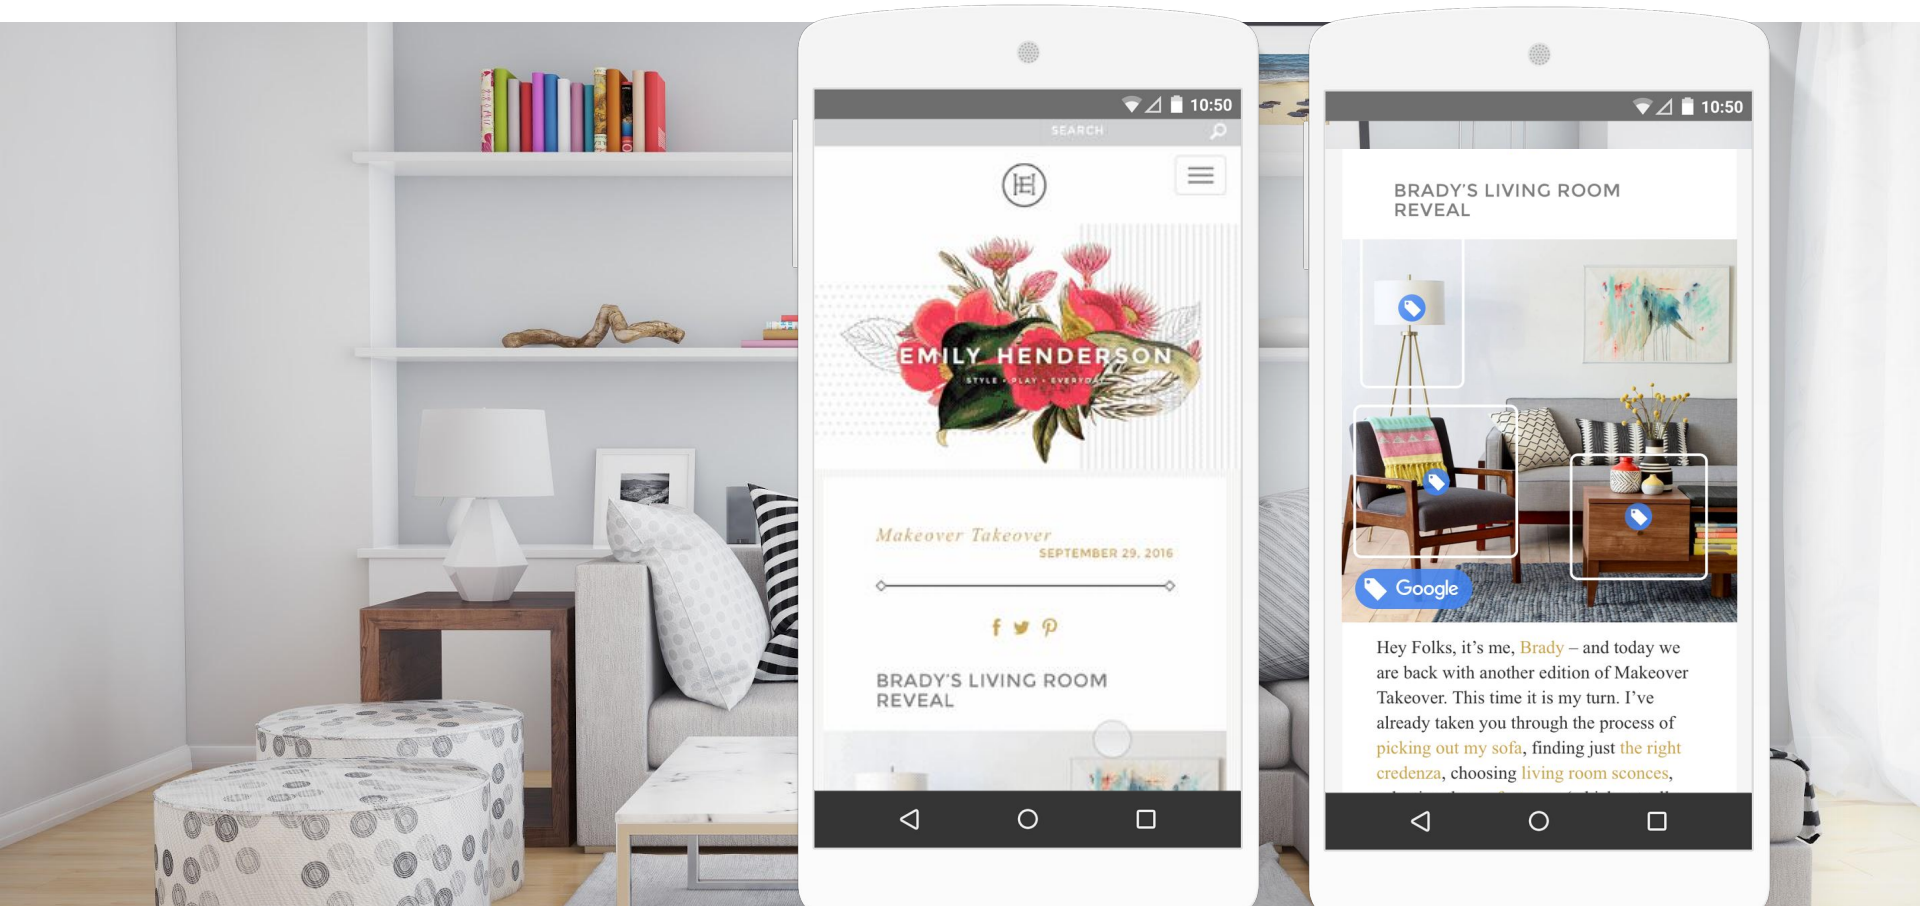 10:50
SEARCH
EMILY HENDERSON
STYLE • PLAY • EVERYDAY
Makeover Takeover
SEPTEMBER 29, 2016
BRADY'S LIVING ROOM
REVEAL
10:50
BRADY'S LIVING ROOM
REVEAL
Google
Hey Folks, it's me, Brady – and today we
are back with another edition of Makeover
Takeover. This time it is my turn. I've
already taken you through the process of
picking out my sofa, finding just the right
credenza, choosing living room sconces,